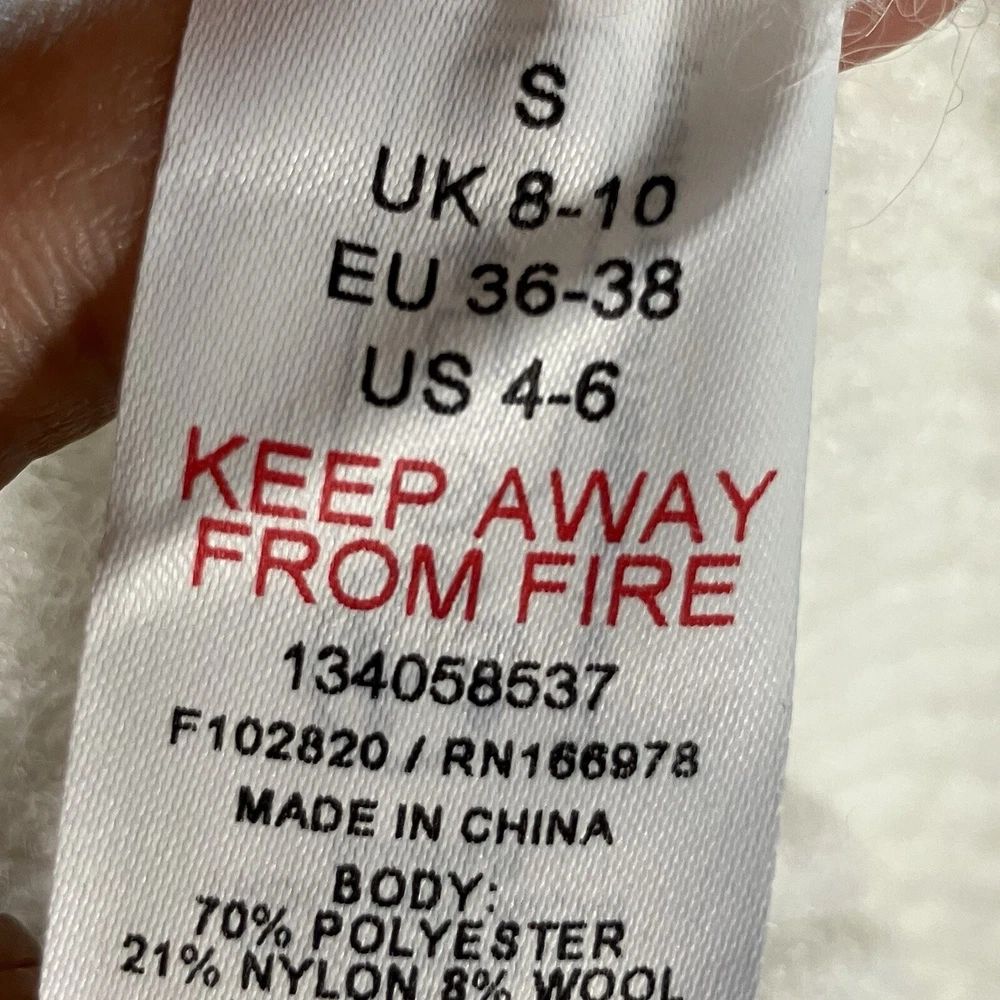 S
UK 8-10
EU 36-38
US 4-6
KEEP AWAY
FROM FIRE
134058537
F102820 / RN166978
MADE IN CHINA
BODY:
70% POLYESTER
21% NYLON 8% WOOL